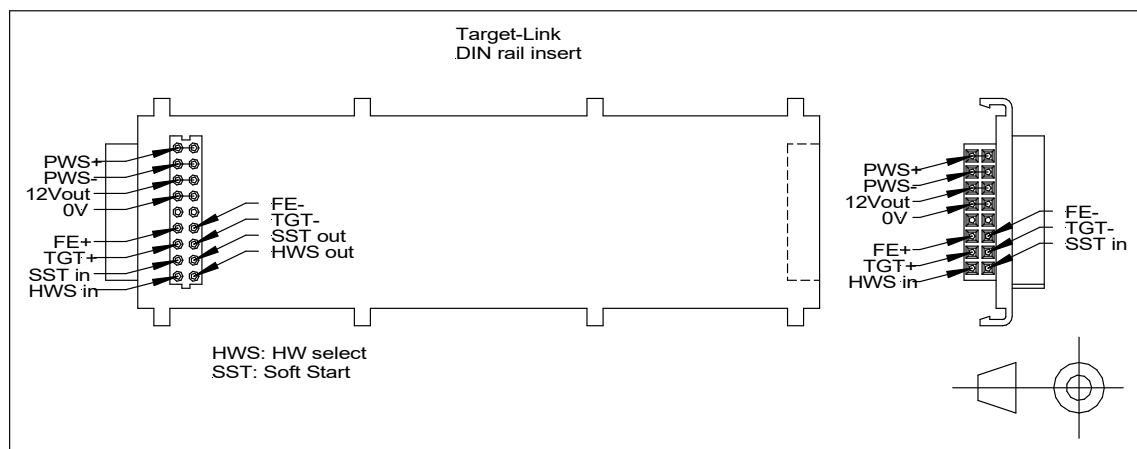 Target-Link
DIN rail insert
PWS+
PWS-
12Vout
0V
FE+
TGT+
SST in
HWS in
FE-
TGT-
SST out
HWS out
PWS+
PWS-
12Vout
0V
FE+
TGT+
HWS in
FE-
TGT-
SST in
HWS: HW select
SST: Soft Start